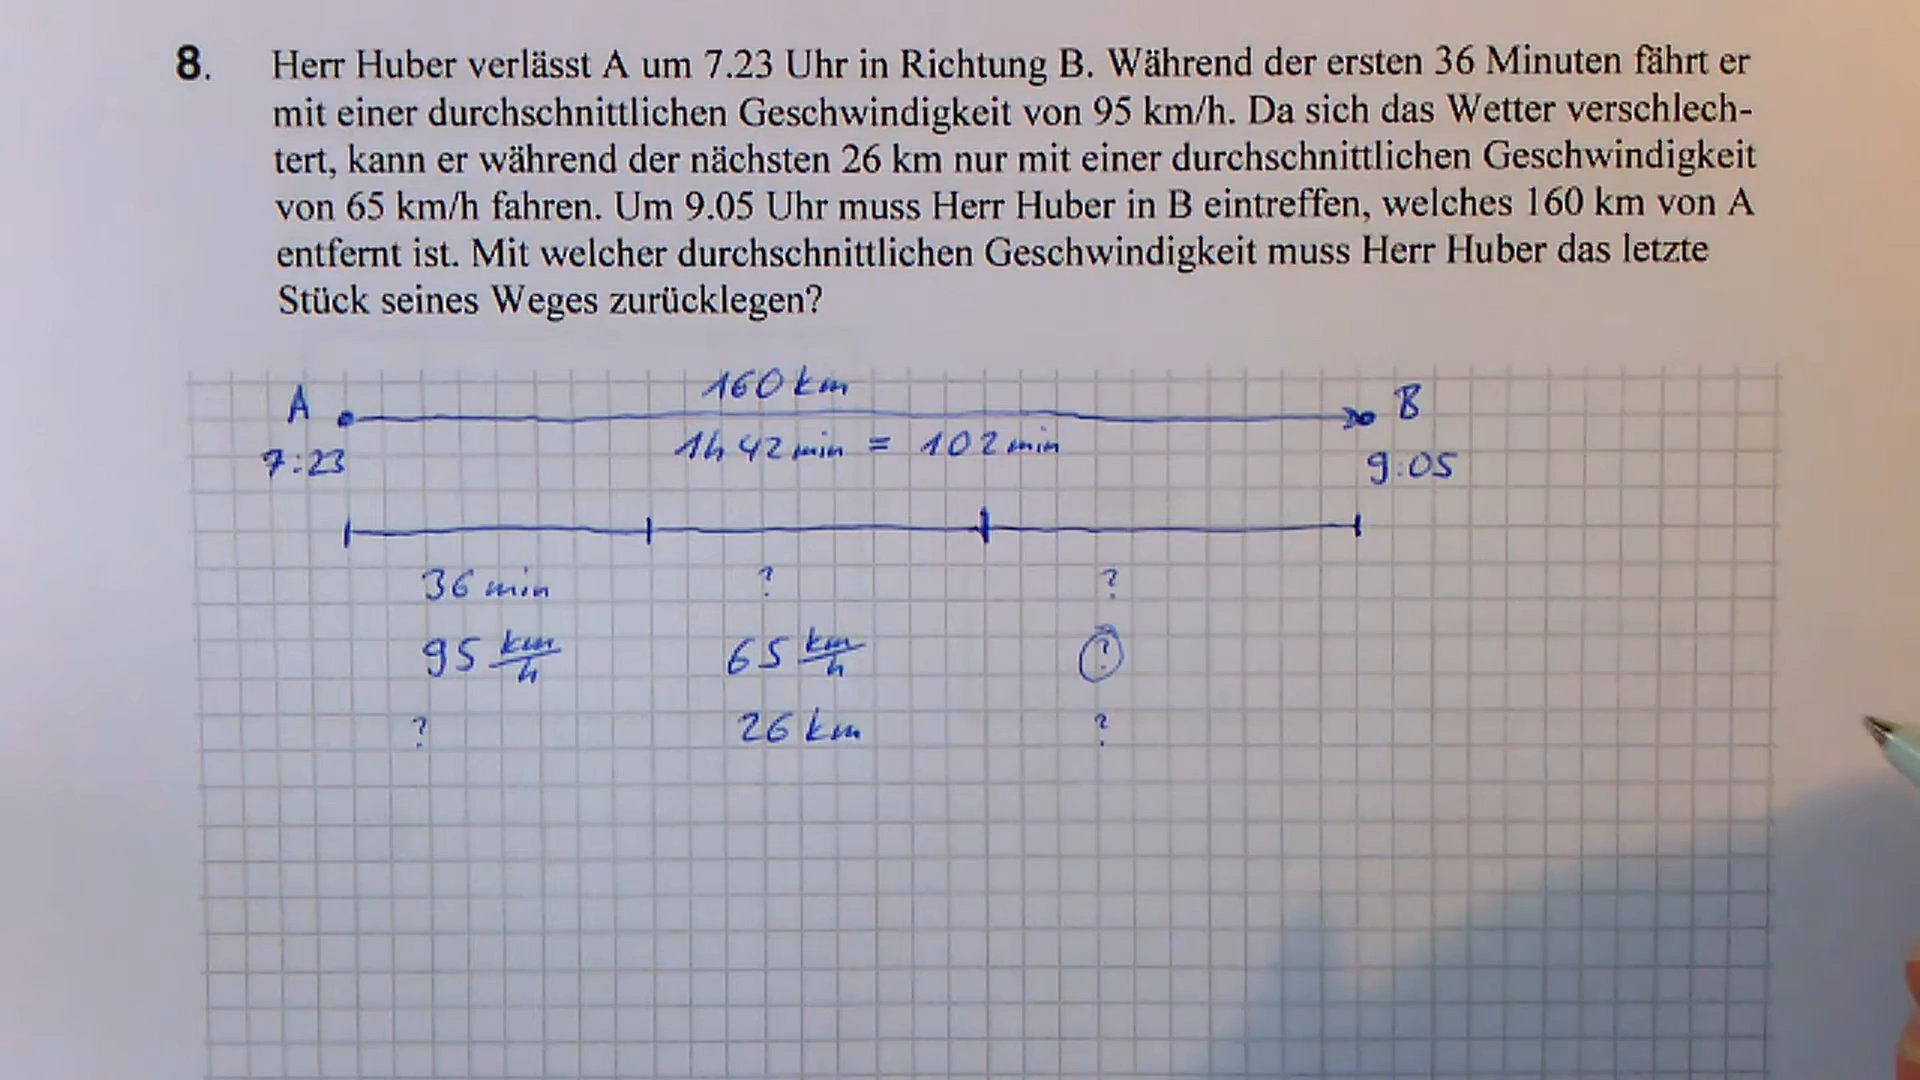 8. Herr Huber verlässt A um 7.23 Uhr in Richtung B. Während der ersten 36 Minuten fährt er
mit einer durchschnittlichen Geschwindigkeit von 95 km/h. Da sich das Wetter verschlech-
tert, kann er während der nächsten 26 km nur mit einer durchschnittlichen Geschwindigkeit
von 65 km/h fahren. Um 9.05 Uhr muss Herr Huber in B eintreffen, welches 160 km von A
entfernt ist. Mit welcher durchschnittlichen Geschwindigkeit muss Herr Huber das letzte
Stück seines Weges zurücklegen?
A 160 km B
7:23 1h 42 min = 102 min 9:05
36 min ? ?
95 km/h 65 km/h ?
? 26 km ?